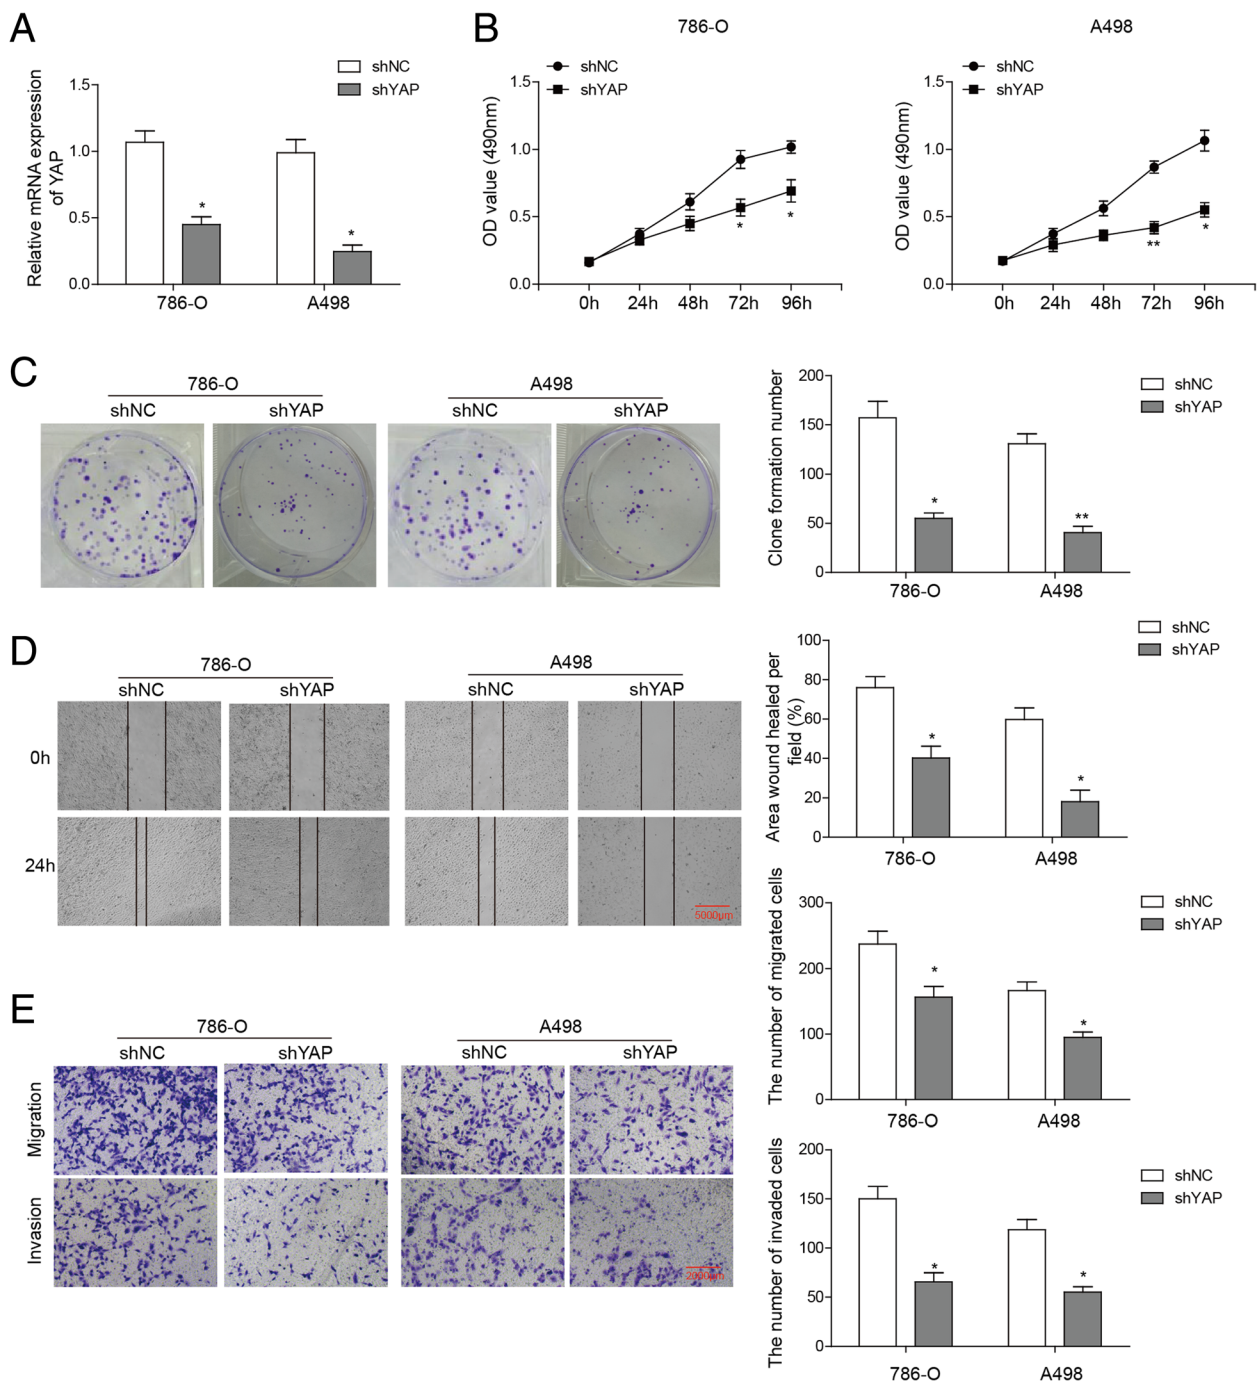 A
shNC
shYAP
Relative mRNA expression
of YAP
1.5
1.0
0.5
0.0
*
*
786-O
A498
B
786-O
shNC
shYAP
OD value (490nm)
1.5
1.0
0.5
0.0
*
*
0h 24h 48h 72h 96h
A498
shNC
shYAP
OD value (490nm)
1.5
1.0
0.5
0.0
**
*
0h 24h 48h 72h 96h
C
786-O
A498
shNC
shYAP
shNC
shYAP
Clone formation number
200
150
100
50
0
*
**
786-O
A498
shNC
shYAP
D
786-O
A498
shNC
shYAP
shNC
shYAP
0h
24h
5000μm
Area wound healed per
field (%)
100
80
60
40
20
0
*
*
786-O
A498
shNC
shYAP
E
786-O
A498
shNC
shYAP
shNC
shYAP
Migration
Invasion
2000μm
The number of migrated cells
300
200
100
0
*
*
786-O
A498
shNC
shYAP
The number of invaded cells
200
150
100
50
0
*
*
786-O
A498
shNC
shYAP